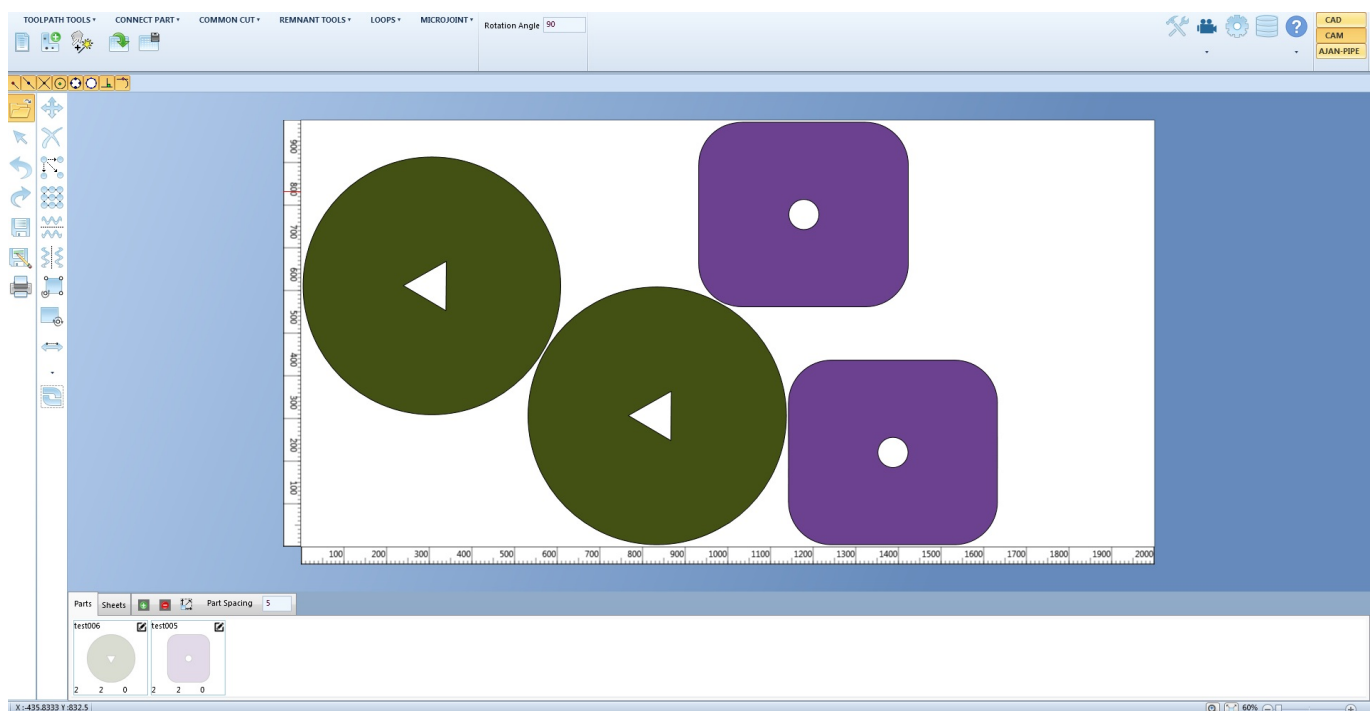 TOOLPATH TOOLS CONNECT PART COMMON CUT REMNANT TOOLS LOOPS MICROJOINT
Rotation Angle 90
CAD
CAM
AJAN-PIPE
900
800
700
600
500
400
300
200
100
100 200 300 400 500 600 700 800 900 1000 1100 1200 1300 1400 1500 1600 1700 1800 1900 2000
Parts Sheets Part Spacing 5
test006 test005
2 2 0 2 2 0
X :-435.8333 Y :832.5 60%